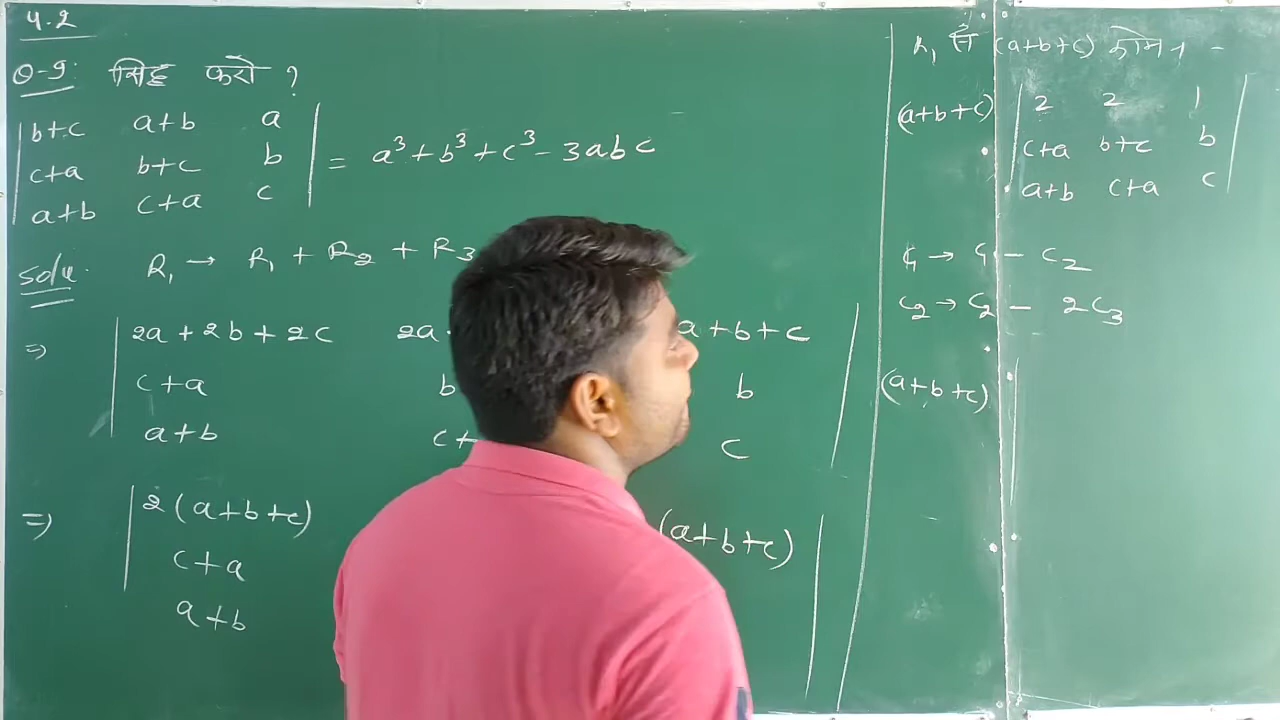 4.2
Q-9: सिद्ध करो ?
| b+c a+b a |
| c+a b+c b | = a³+b³+c³-3abc
| a+b c+a c |
Solu. R₁ → R₁ + R₂ + R₃
⇒ | 2a+2b+2c 2a a+b+c |
| c+a b b |
| a+b c+ c |
⇒ | 2(a+b+c) (a+b+c) |
c+a
a+b
R₁ से (a+b+c) कॉमन -
(a+b+c) | 2 2 1 |
| c+a b+c b |
| a+b c+a c |
C₁ → C₁ - C₂
C₂ → C₂ - 2C₃
(a+b+c) |